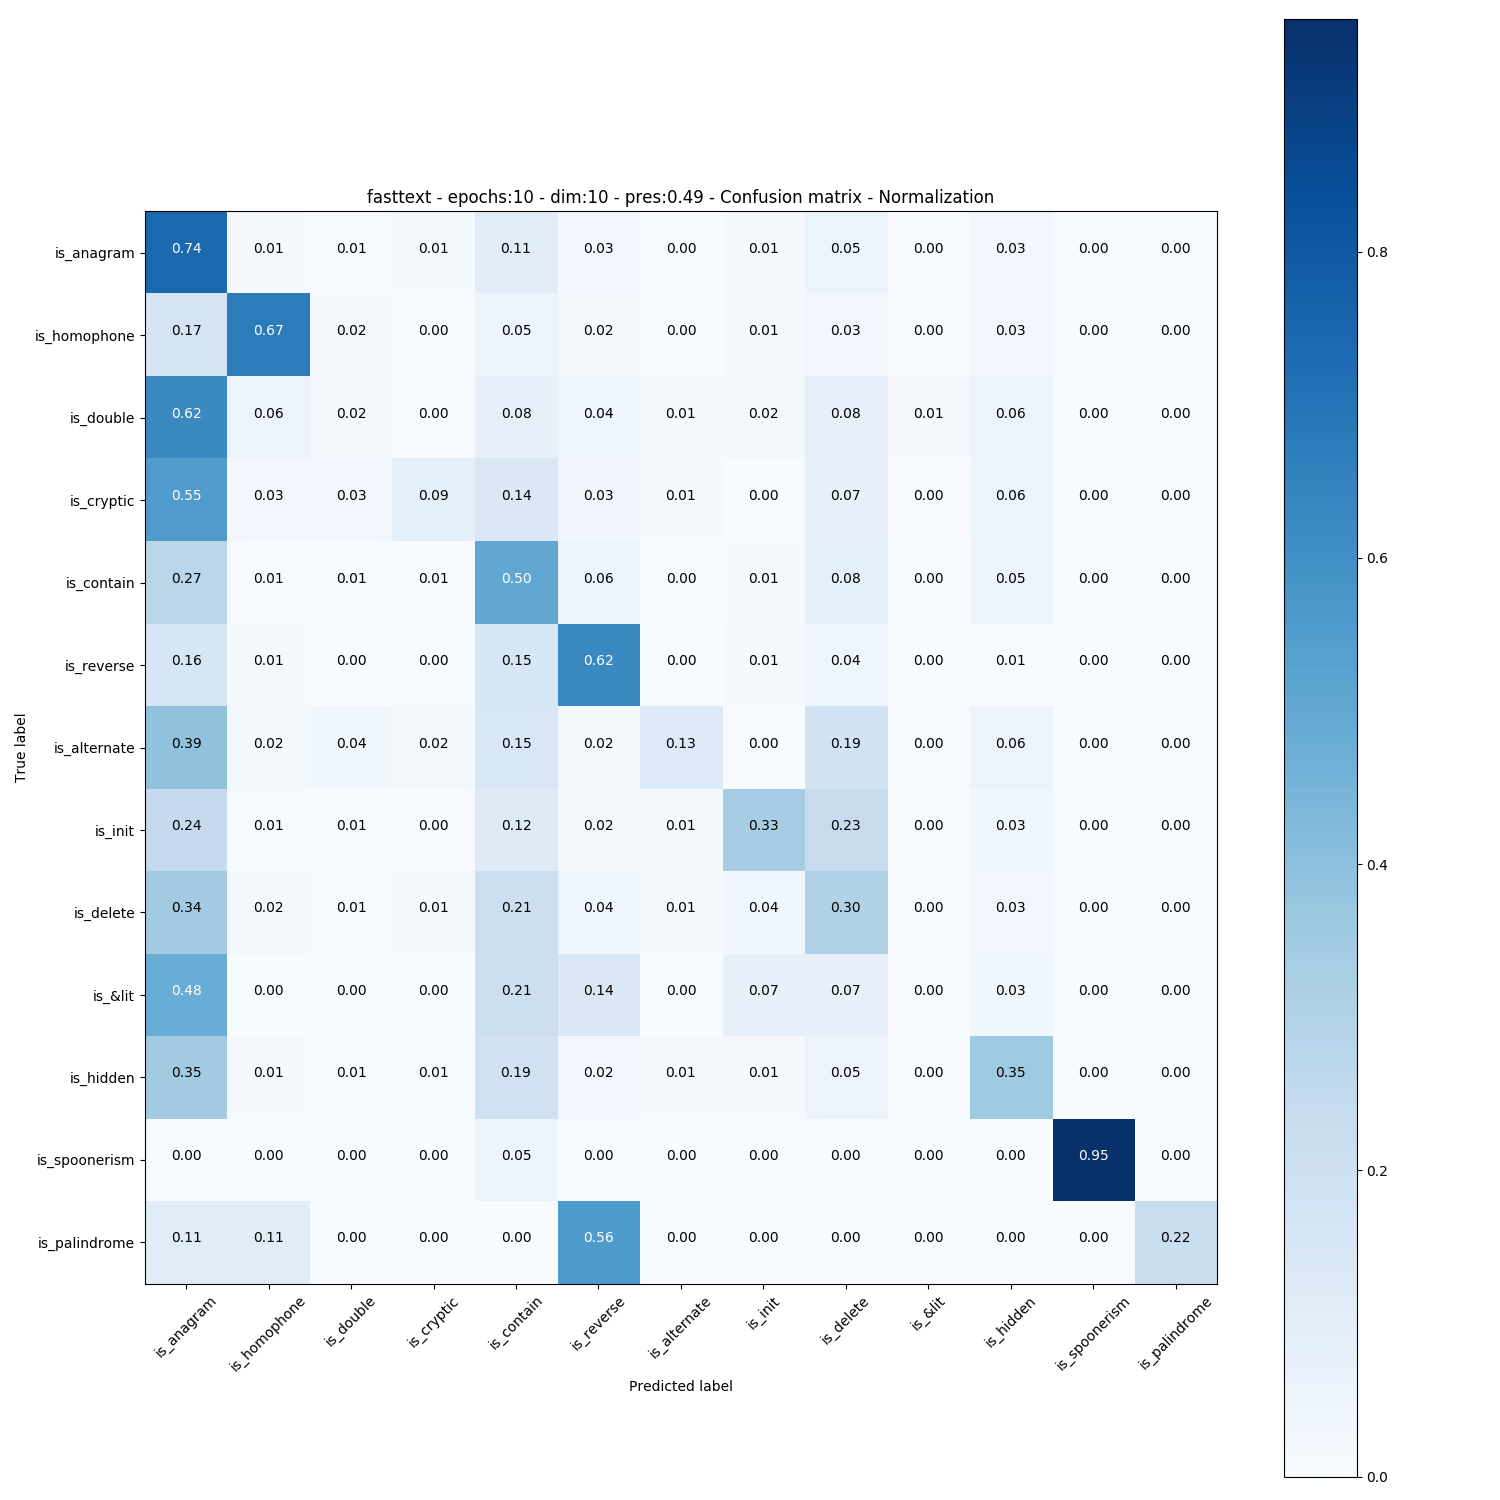 fasttext - epochs:10 - dim:10 - pres:0.49 - Confusion matrix - Normalization
is_anagram 0.74 0.01 0.01 0.01 0.11 0.03 0.00 0.01 0.05 0.00 0.03 0.00 0.00
is_homophone 0.17 0.67 0.02 0.00 0.05 0.02 0.00 0.01 0.03 0.00 0.03 0.00 0.00
is_double 0.62 0.06 0.02 0.00 0.08 0.04 0.01 0.02 0.08 0.01 0.06 0.00 0.00
is_cryptic 0.55 0.03 0.03 0.09 0.14 0.03 0.01 0.00 0.07 0.00 0.06 0.00 0.00
is_contain 0.27 0.01 0.01 0.01 0.50 0.06 0.00 0.01 0.08 0.00 0.05 0.00 0.00
is_reverse 0.16 0.01 0.00 0.00 0.15 0.62 0.00 0.01 0.04 0.00 0.01 0.00 0.00
is_alternate 0.39 0.02 0.04 0.02 0.15 0.02 0.13 0.00 0.19 0.00 0.06 0.00 0.00
is_init 0.24 0.01 0.01 0.00 0.12 0.02 0.01 0.33 0.23 0.00 0.03 0.00 0.00
is_delete 0.34 0.02 0.01 0.01 0.21 0.04 0.01 0.04 0.30 0.00 0.03 0.00 0.00
is_&lit 0.48 0.00 0.00 0.00 0.21 0.14 0.00 0.07 0.07 0.00 0.03 0.00 0.00
is_hidden 0.35 0.01 0.01 0.01 0.19 0.02 0.01 0.01 0.05 0.00 0.35 0.00 0.00
is_spoonerism 0.00 0.00 0.00 0.00 0.05 0.00 0.00 0.00 0.00 0.00 0.00 0.95 0.00
is_palindrome 0.11 0.11 0.00 0.00 0.00 0.56 0.00 0.00 0.00 0.00 0.00 0.00 0.22
is_anagram is_homophone is_double is_cryptic is_contain is_reverse is_alternate is_init is_delete is_&lit is_hidden is_spoonerism is_palindrome
Predicted label
True label
0.8
0.6
0.4
0.2
0.0